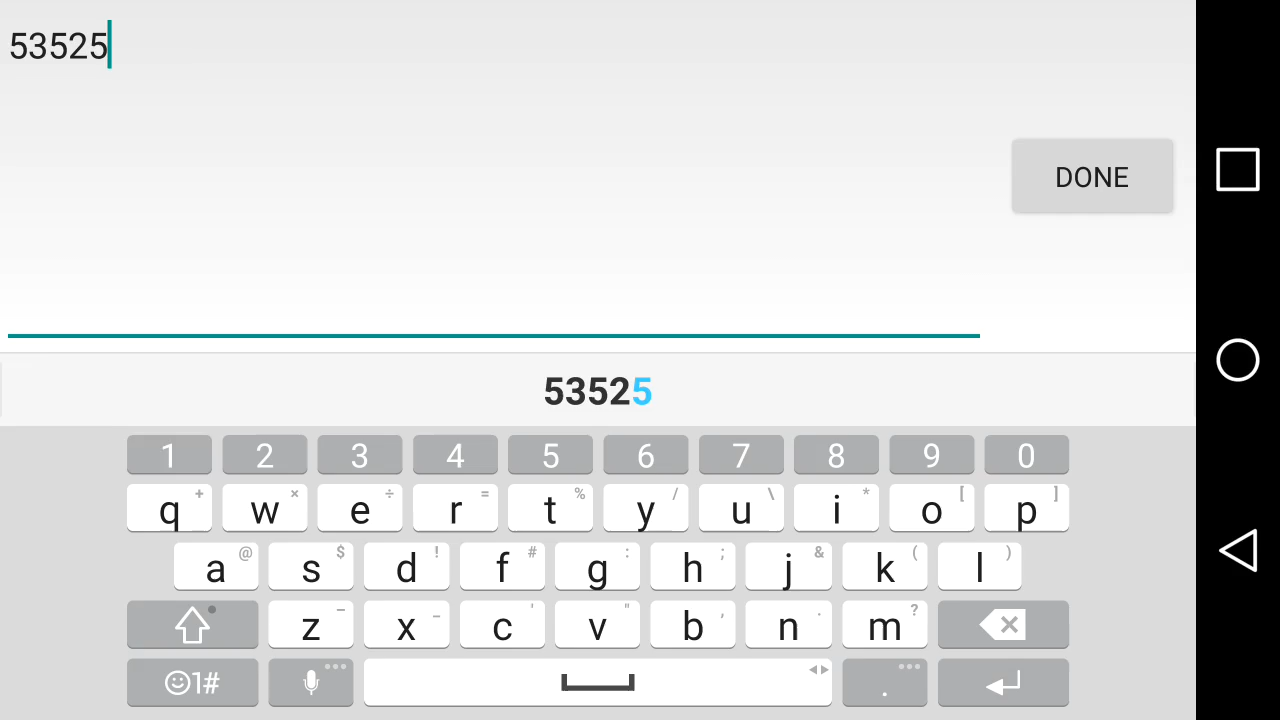 53525
DONE
53525
1 2 3 4 5 6 7 8 9 0
q + w × e ÷ r = t % y / u \ i * o [ p ]
a @ s $ d ! f # g : h ; j & k ( l )
z - x _ c ' v " b , n . m ?
1# .